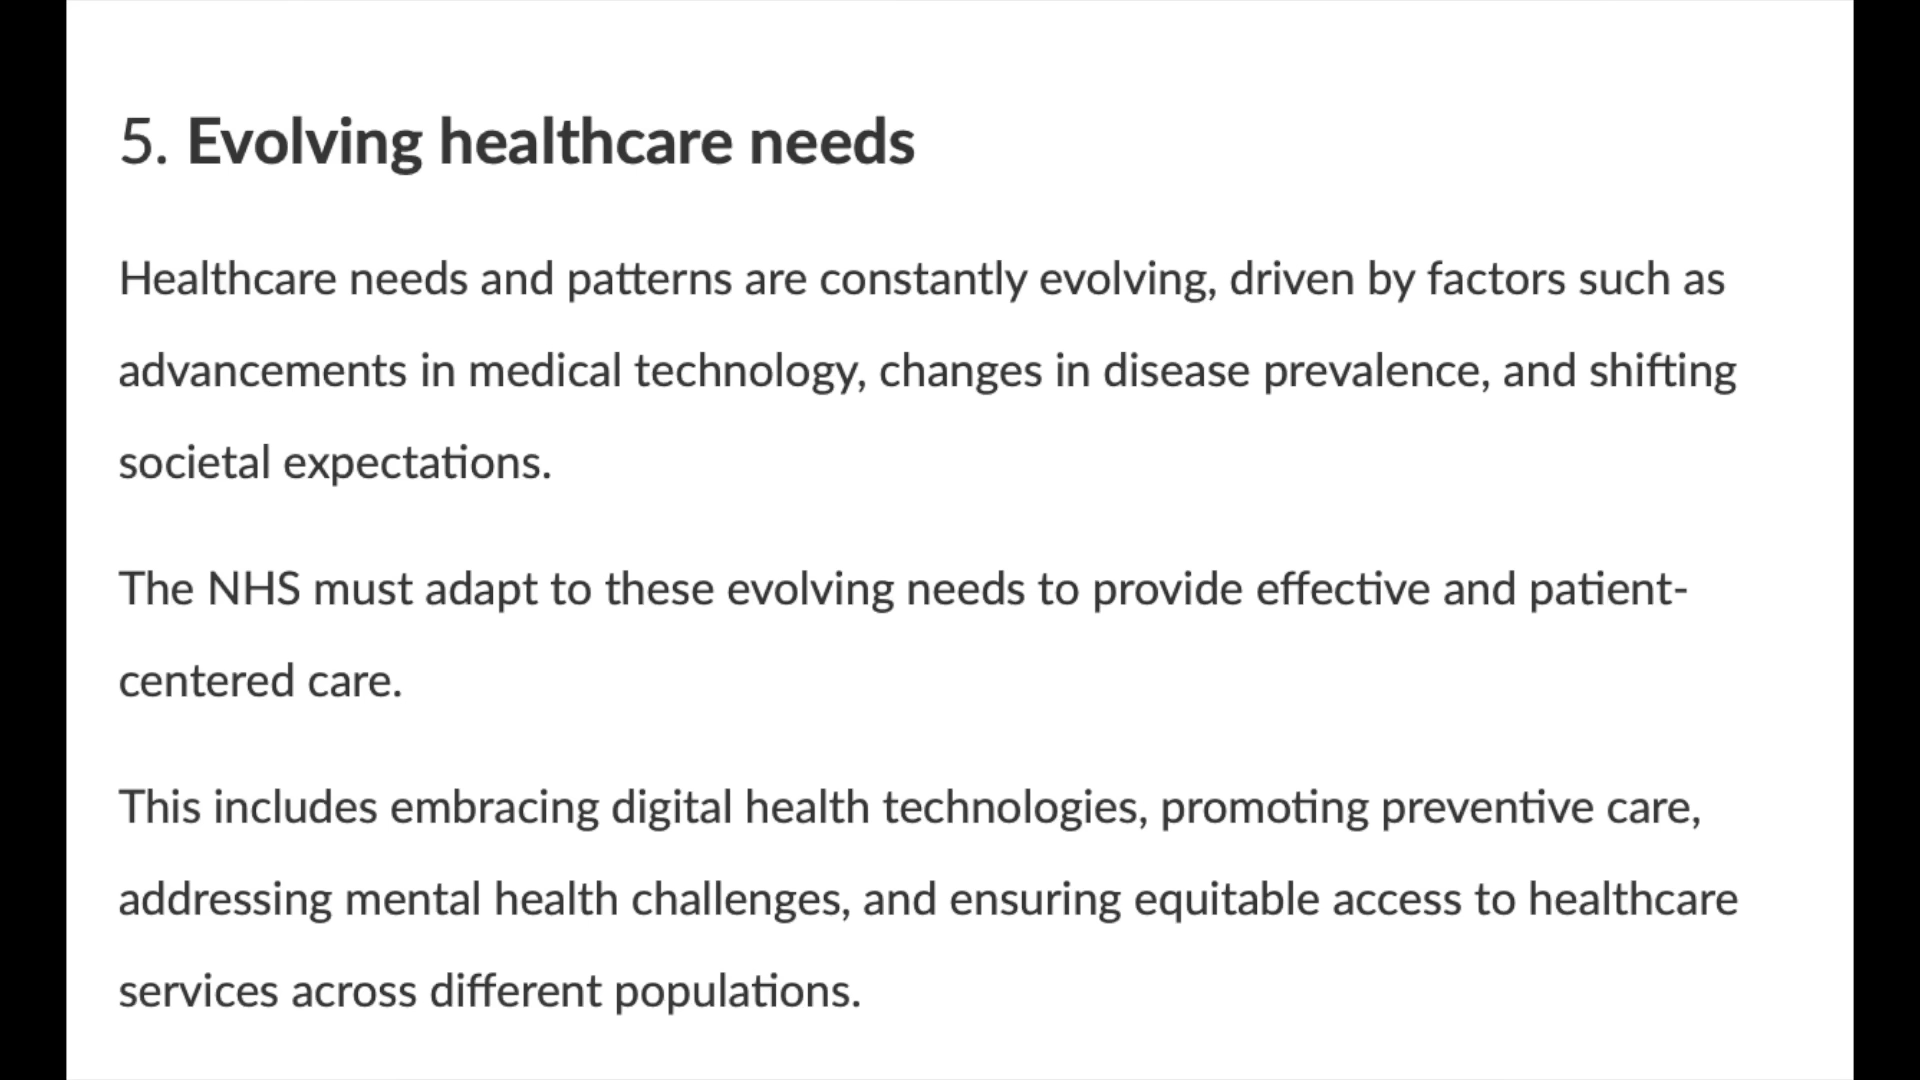 5. Evolving healthcare needs
Healthcare needs and patterns are constantly evolving, driven by factors such as
advancements in medical technology, changes in disease prevalence, and shifting
societal expectations.
The NHS must adapt to these evolving needs to provide effective and patient-
centered care.
This includes embracing digital health technologies, promoting preventive care,
addressing mental health challenges, and ensuring equitable access to healthcare
services across different populations.